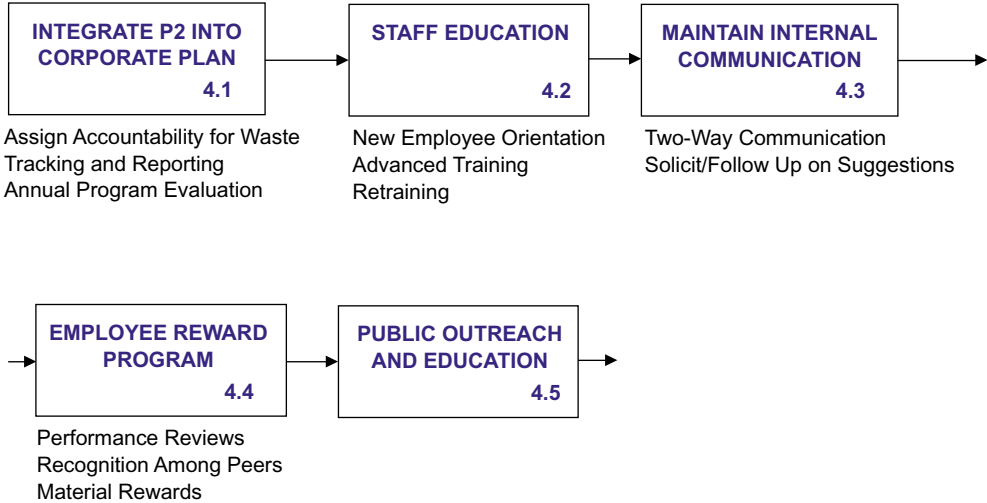 INTEGRATE P2 INTO
CORPORATE PLAN
4.1
Assign Accountability for Waste
Tracking and Reporting
Annual Program Evaluation
STAFF EDUCATION
4.2
New Employee Orientation
Advanced Training
Retraining
MAINTAIN INTERNAL
COMMUNICATION
4.3
Two-Way Communication
Solicit/Follow Up on Suggestions
EMPLOYEE REWARD
PROGRAM
4.4
Performance Reviews
Recognition Among Peers
Material Rewards
PUBLIC OUTREACH
AND EDUCATION
4.5